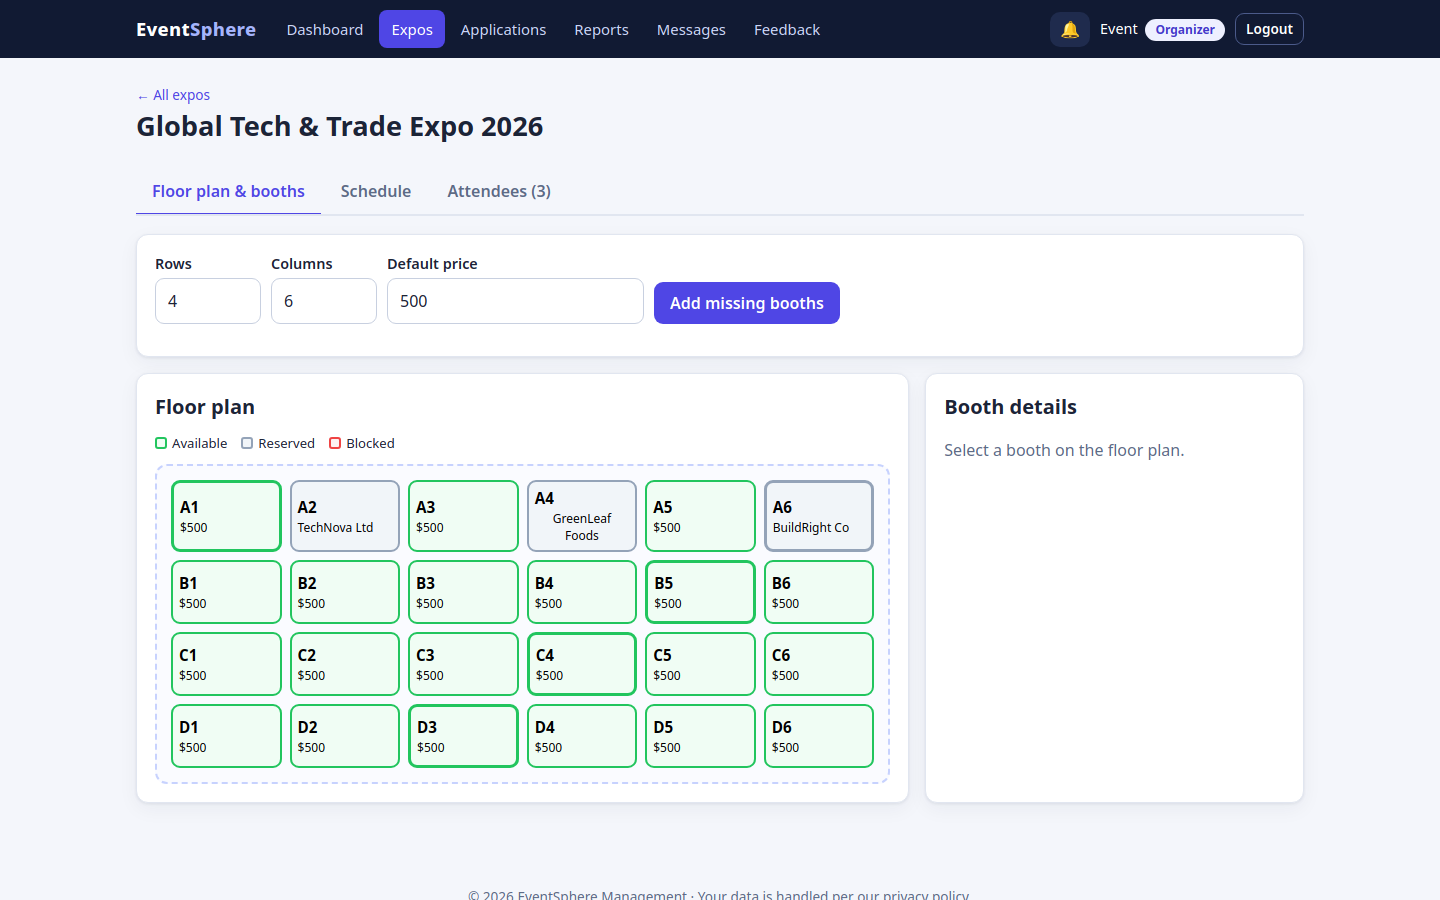 EventSphere Dashboard Expos Applications Reports Messages Feedback Event Organizer Logout
← All expos
Global Tech & Trade Expo 2026
Floor plan & booths Schedule Attendees (3)
Rows Columns Default price
4 6 500 Add missing booths
Floor plan
Available Reserved Blocked
A1 A2 A3 A4 A5 A6
$500 TechNova Ltd $500 GreenLeaf Foods $500 BuildRight Co
B1 B2 B3 B4 B5 B6
$500 $500 $500 $500 $500 $500
C1 C2 C3 C4 C5 C6
$500 $500 $500 $500 $500 $500
D1 D2 D3 D4 D5 D6
$500 $500 $500 $500 $500 $500
Booth details
Select a booth on the floor plan.
© 2026 EventSphere Management · Your data is handled per our privacy policy